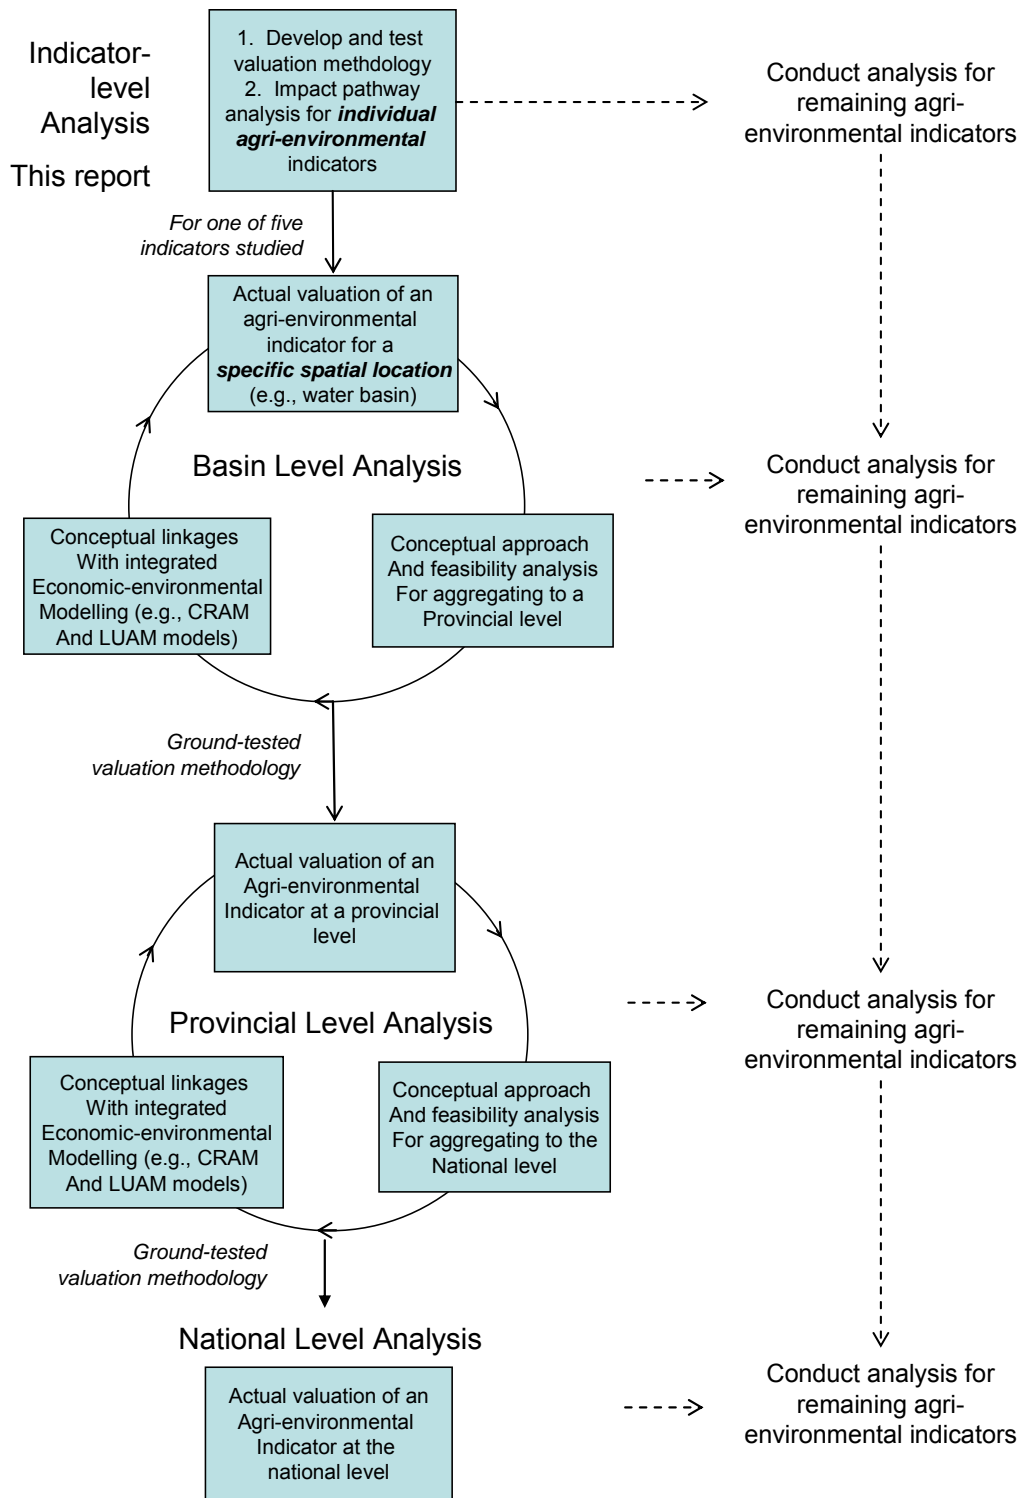 Indicator-
level
Analysis
This report
1. Develop and test
valuation methdology
2. Impact pathway
analysis for individual
agri-environmental
indicators
Conduct analysis for
remaining agri-
environmental indicators
For one of five
indicators studied
Actual valuation of an
agri-environmental
indicator for a
specific spatial location
(e.g., water basin)
Basin Level Analysis
Conduct analysis for
remaining agri-
environmental indicators
Conceptual linkages
With integrated
Economic-environmental
Modelling (e.g., CRAM
And LUAM models)
Conceptual approach
And feasibility analysis
For aggregating to a
Provincial level
Ground-tested
valuation methodology
Actual valuation of an
Agri-environmental
Indicator at a provincial
level
Provincial Level Analysis
Conduct analysis for
remaining agri-
environmental indicators
Conceptual linkages
With integrated
Economic-environmental
Modelling (e.g., CRAM
And LUAM models)
Conceptual approach
And feasibility analysis
For aggregating to the
National level
Ground-tested
valuation methodology
National Level Analysis
Actual valuation of an
Agri-environmental
Indicator at the
national level
Conduct analysis for
remaining agri-
environmental indicators